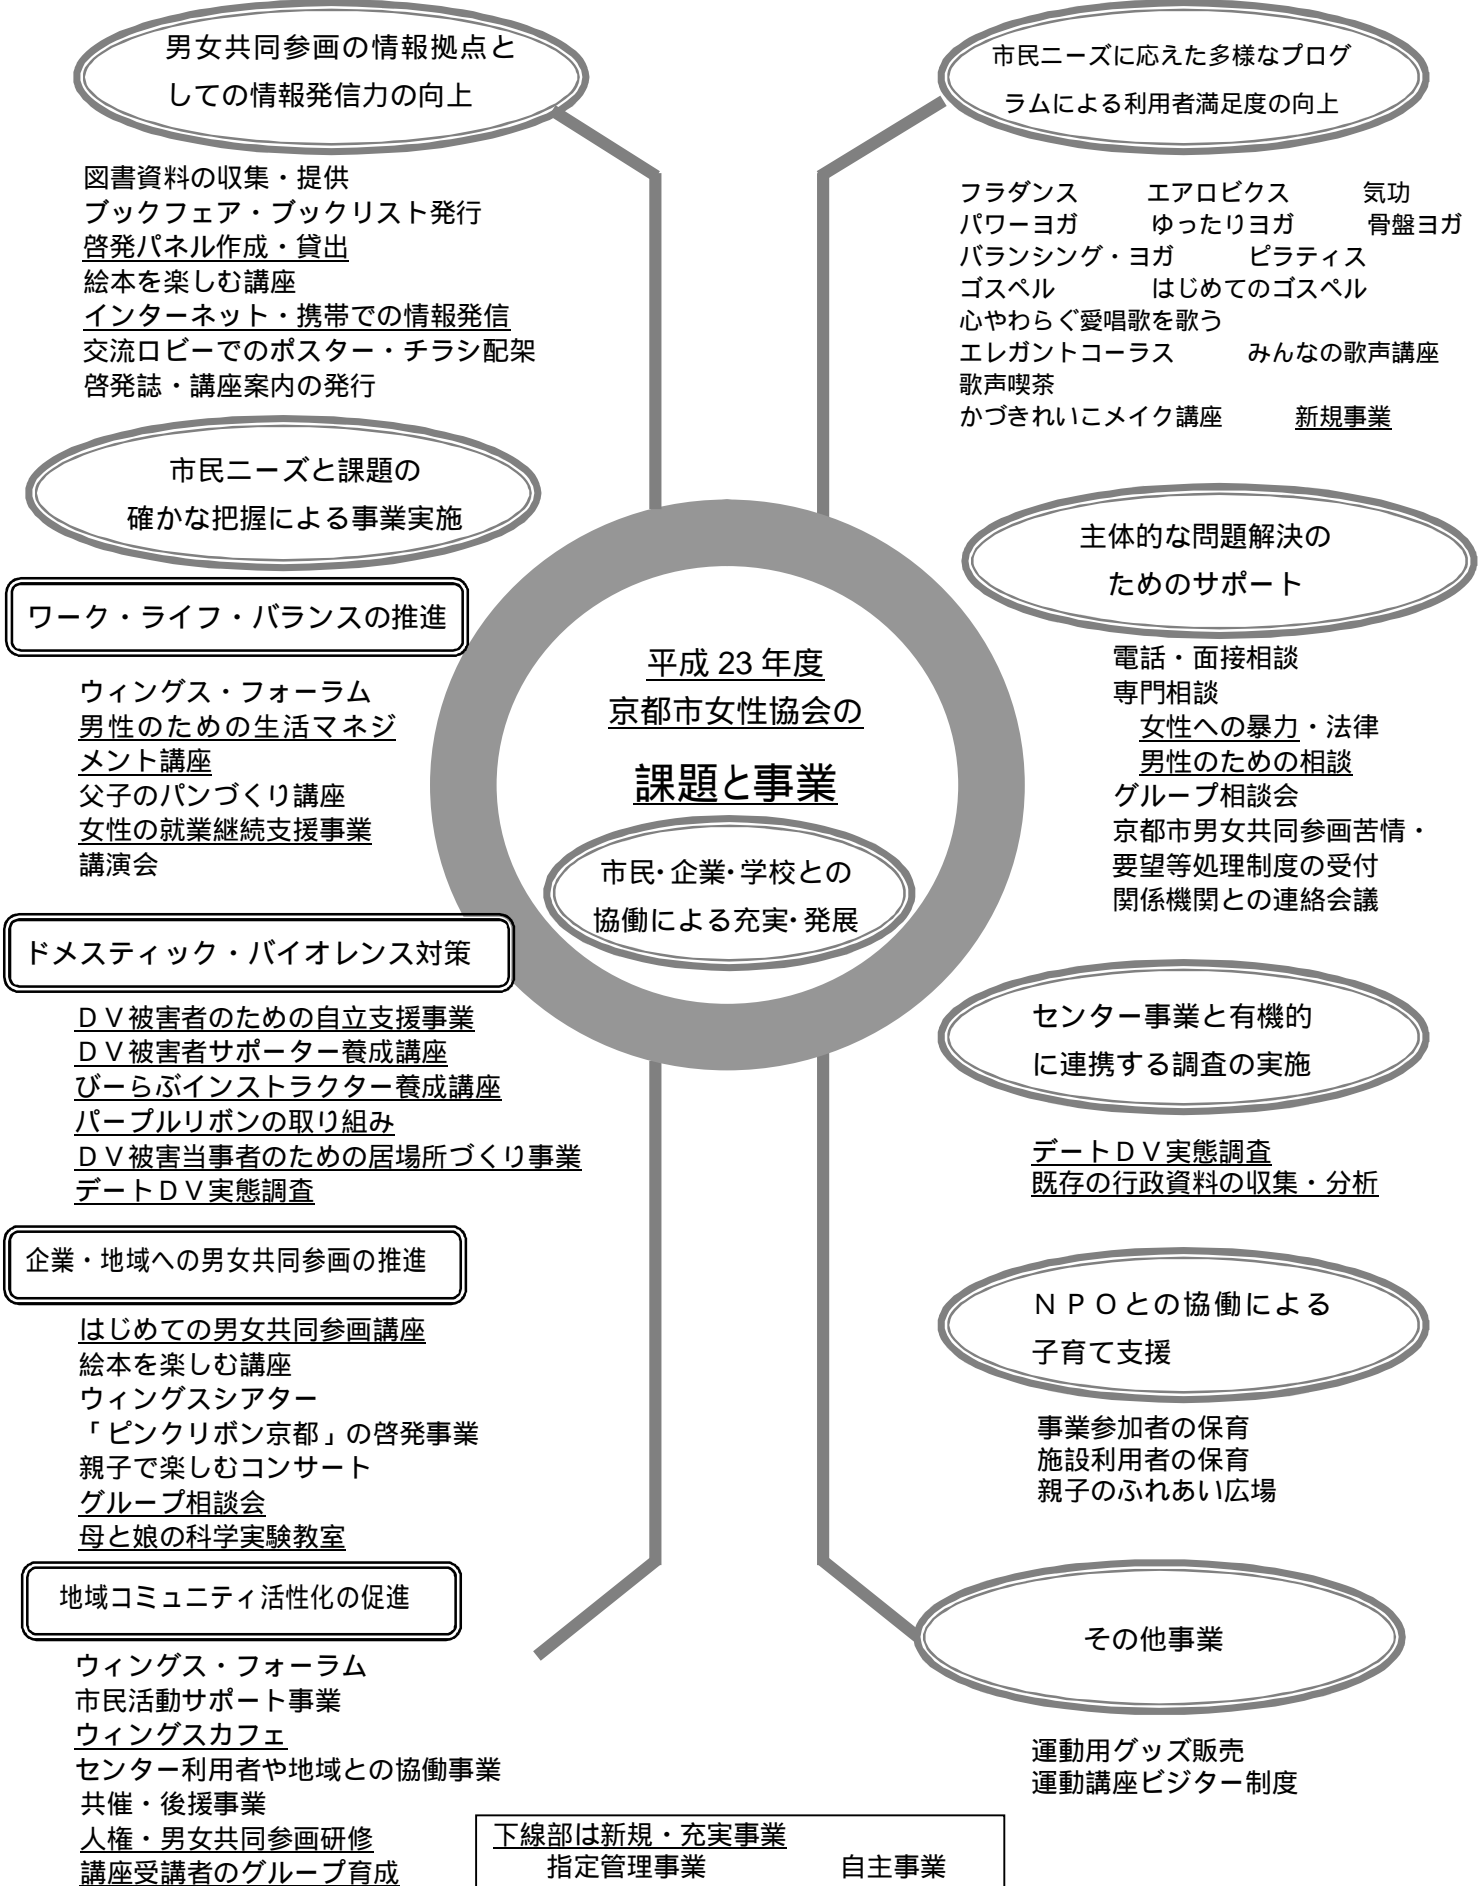 男女共同参画の情報拠点と
しての情報発信力の向上
図書資料の収集・提供
ブックフェア・ブックリスト発行
啓発パネル作成・貸出
絵本を楽しむ講座
インターネット・携帯での情報発信
交流ロビーでのポスター・チラシ配架
啓発誌・講座案内の発行
市民ニーズと課題の
確かな把握による事業実施
ワーク・ライフ・バランスの推進
ウィングス・フォーラム
男性のための生活マネジ
メント講座
父子のパンづくり講座
女性の就業継続支援事業
講演会
ドメスティック・バイオレンス対策
ＤＶ被害者のための自立支援事業
ＤＶ被害者サポーター養成講座
びーらぶインストラクター養成講座
パープルリボンの取り組み
ＤＶ被害当事者のための居場所づくり事業
デートＤＶ実態調査
企業・地域への男女共同参画の推進
はじめての男女共同参画講座
絵本を楽しむ講座
ウィングスシアター
「ピンクリボン京都」の啓発事業
親子で楽しむコンサート
グループ相談会
母と娘の科学実験教室
地域コミュニティ活性化の促進
ウィングス・フォーラム
市民活動サポート事業
ウィングスカフェ
センター利用者や地域との協働事業
共催・後援事業
人権・男女共同参画研修
講座受講者のグループ育成
平成 23 年度
京都市女性協会の
課題と事業
市民・企業・学校との
協働による充実・発展
市民ニーズに応えた多様なプログ
ラムによる利用者満足度の向上
フラダンス エアロビクス 気功
パワーヨガ ゆったりヨガ 骨盤ヨガ
バランシング・ヨガ ピラティス
ゴスペル はじめてのゴスペル
心やわらぐ愛唱歌を歌う
エレガントコーラス みんなの歌声講座
歌声喫茶
かづきれいこメイク講座 新規事業
主体的な問題解決の
ためのサポート
電話・面接相談
専門相談
女性への暴力・法律
男性のための相談
グループ相談会
京都市男女共同参画苦情・
要望等処理制度の受付
関係機関との連絡会議
センター事業と有機的
に連携する調査の実施
デートＤＶ実態調査
既存の行政資料の収集・分析
ＮＰＯとの協働による
子育て支援
事業参加者の保育
施設利用者の保育
親子のふれあい広場
その他事業
運動用グッズ販売
運動講座ビジター制度
下線部は新規・充実事業
指定管理事業 自主事業